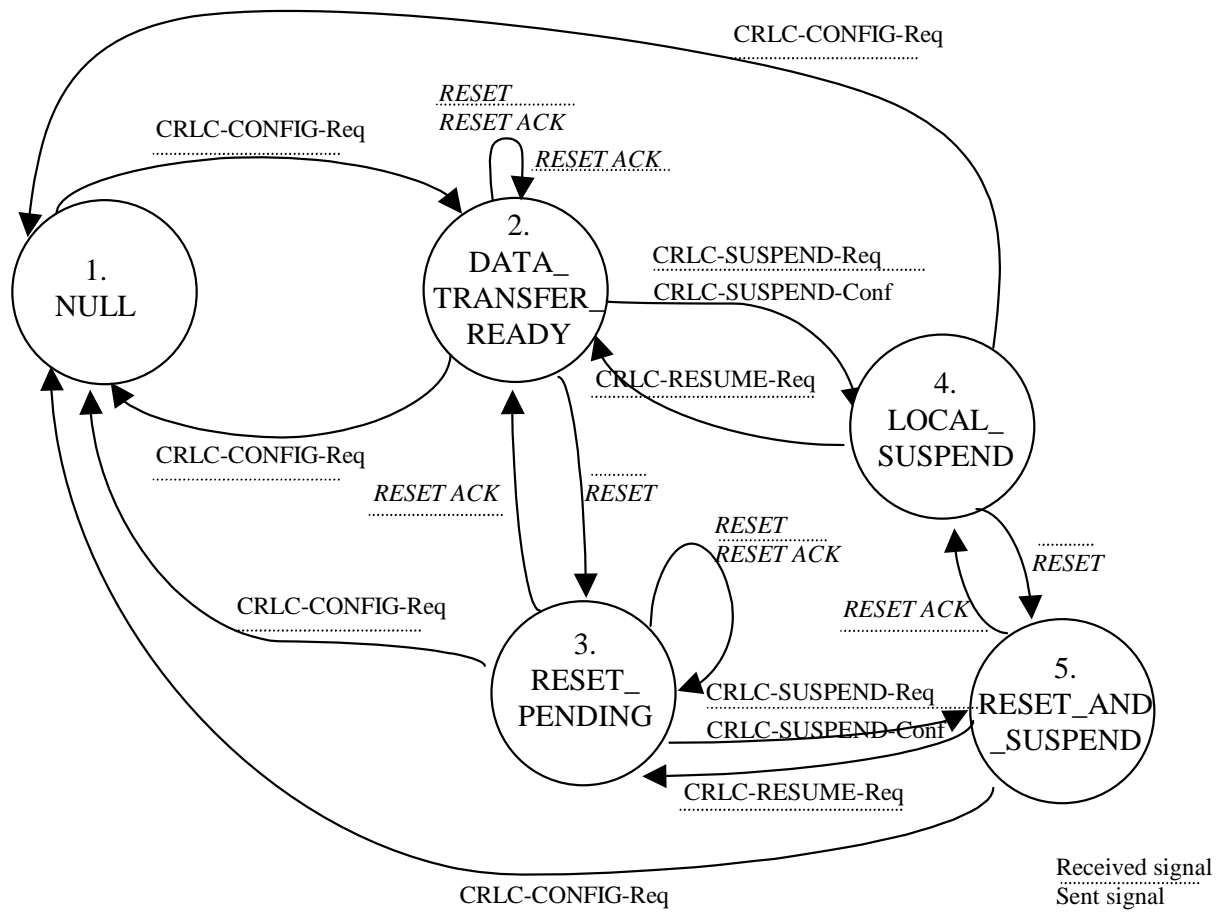 CRLC-CONFIG-Req
RESET
RESET ACK
CRLC-CONFIG-Req
RESET ACK
1.
NULL
2.
DATA_
TRANSFER_
READY
CRLC-SUSPEND-Req
CRLC-SUSPEND-Conf
CRLC-RESUME-Req
4.
LOCAL_
SUSPEND
CRLC-CONFIG-Req
RESET ACK
RESET
RESET
RESET ACK
RESET
CRLC-CONFIG-Req
RESET ACK
3.
RESET_
PENDING
CRLC-SUSPEND-Req
CRLC-SUSPEND-Conf
5.
RESET_AND
_SUSPEND
CRLC-RESUME-Req
CRLC-CONFIG-Req
Received signal
Sent signal